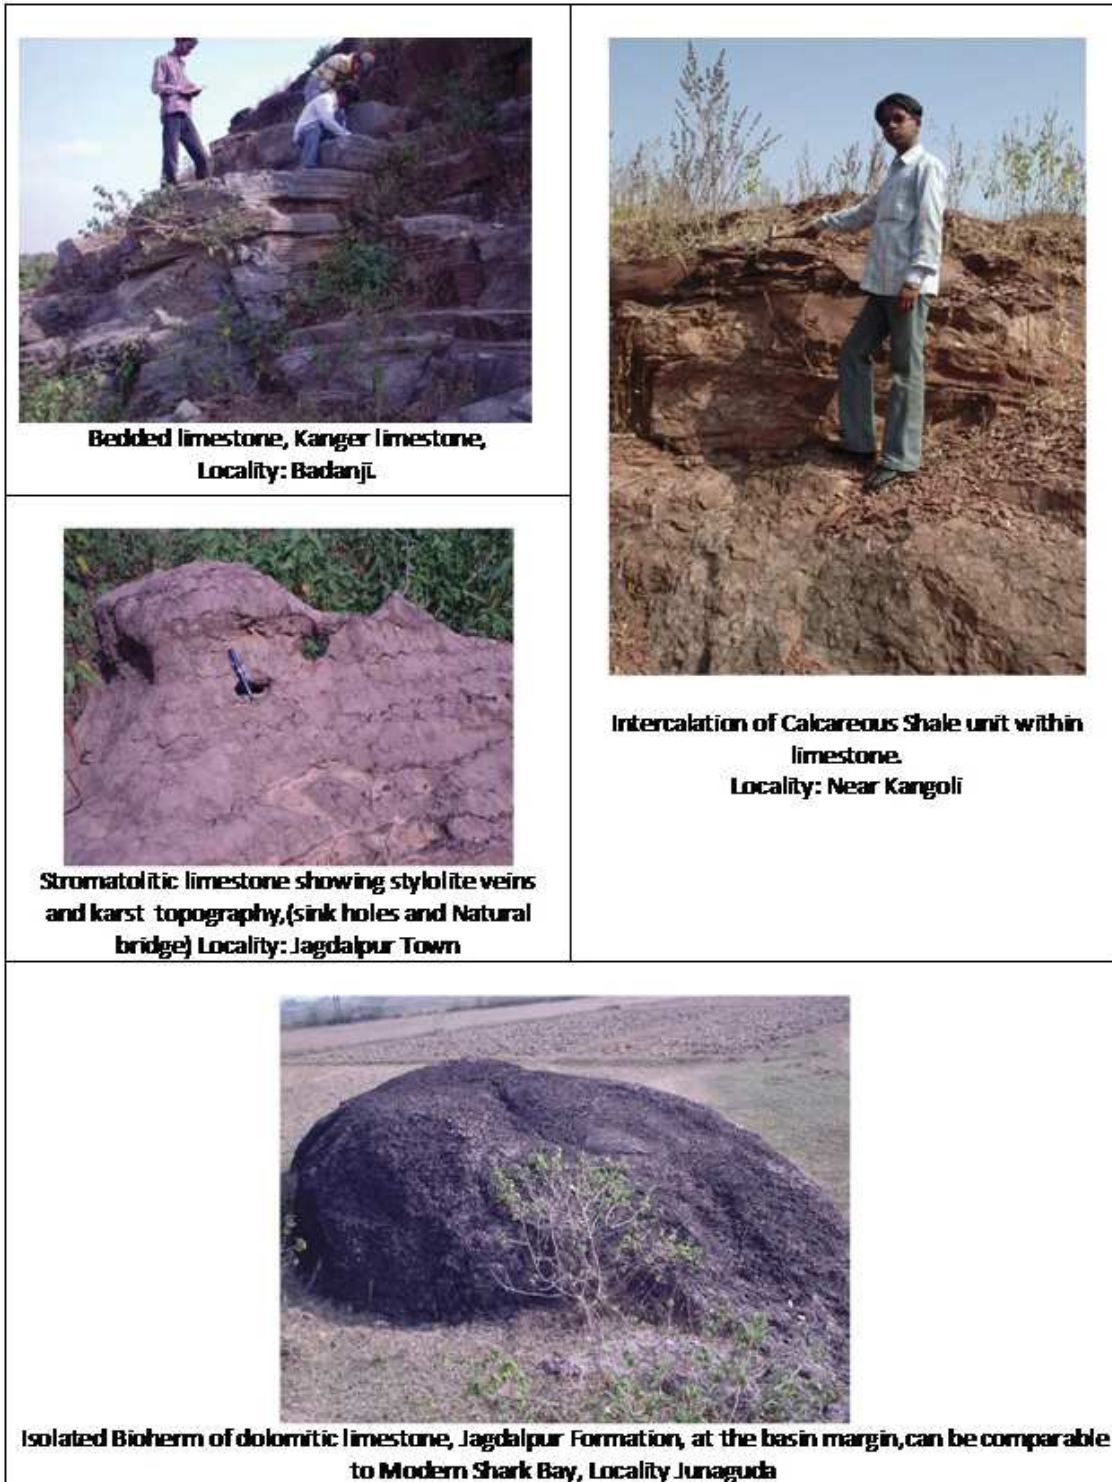 Bedded limestone, Kanger limestone,
Locality: Badanji.
Intercalation of Calcareous Shale unit within
limestone.
Locality: Near Kangoli
Stromatolitic limestone showing stylolite veins
and karst topography,(sink holes and Natural
bridge) Locality: Jagdalpur Town
Isolated Bioherm of dolomitic limestone, Jagdalpur Formation, at the basin margin,can be comparable
to Modern Shark Bay, Locality Junaguda